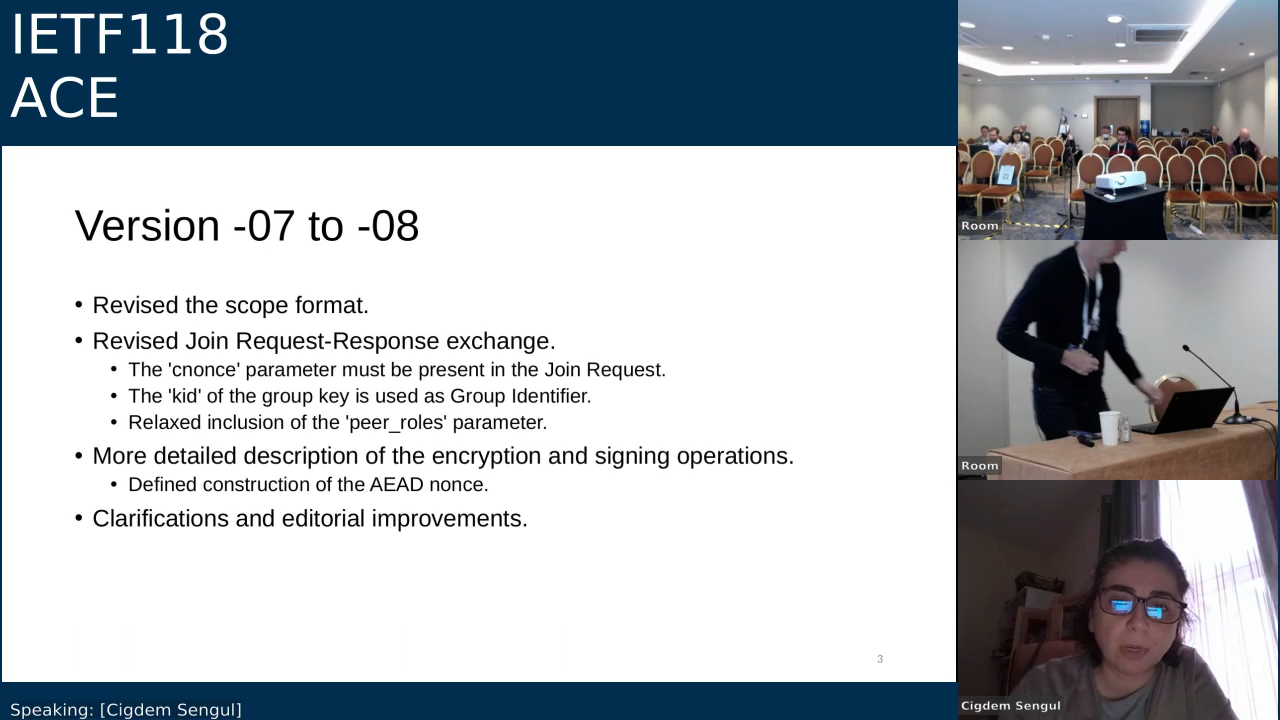 IETF118
ACE
Version -07 to -08
• Revised the scope format.
• Revised Join Request-Response exchange.
• The 'cnonce' parameter must be present in the Join Request.
• The 'kid' of the group key is used as Group Identifier.
• Relaxed inclusion of the 'peer_roles' parameter.
• More detailed description of the encryption and signing operations.
• Defined construction of the AEAD nonce.
• Clarifications and editorial improvements.
3
Speaking: [Cigdem Sengul]
Room
Room
Cigdem Sengul